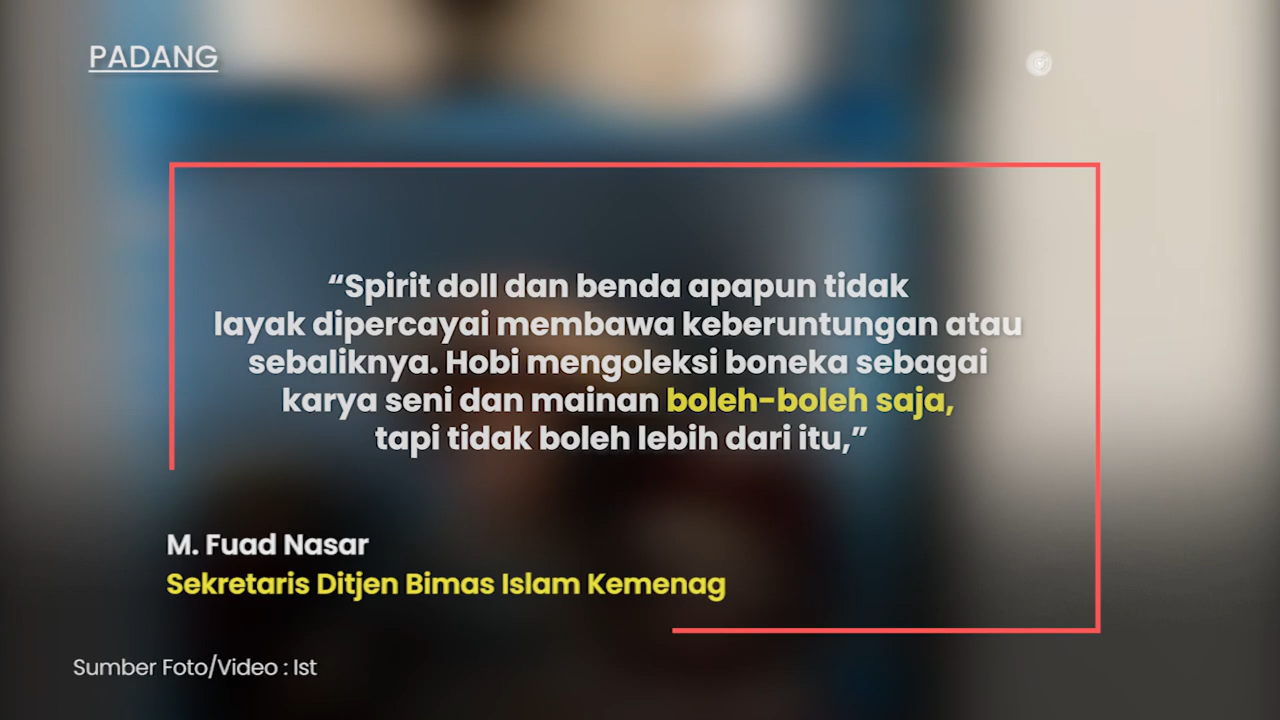 PADANG
“Spirit doll dan benda apapun tidak
layak dipercayai membawa keberuntungan atau
sebaliknya. Hobi mengoleksi boneka sebagai
karya seni dan mainan boleh-boleh saja,
tapi tidak boleh lebih dari itu,”
M. Fuad Nasar
Sekretaris Ditjen Bimas Islam Kemenag
Sumber Foto/Video : Ist